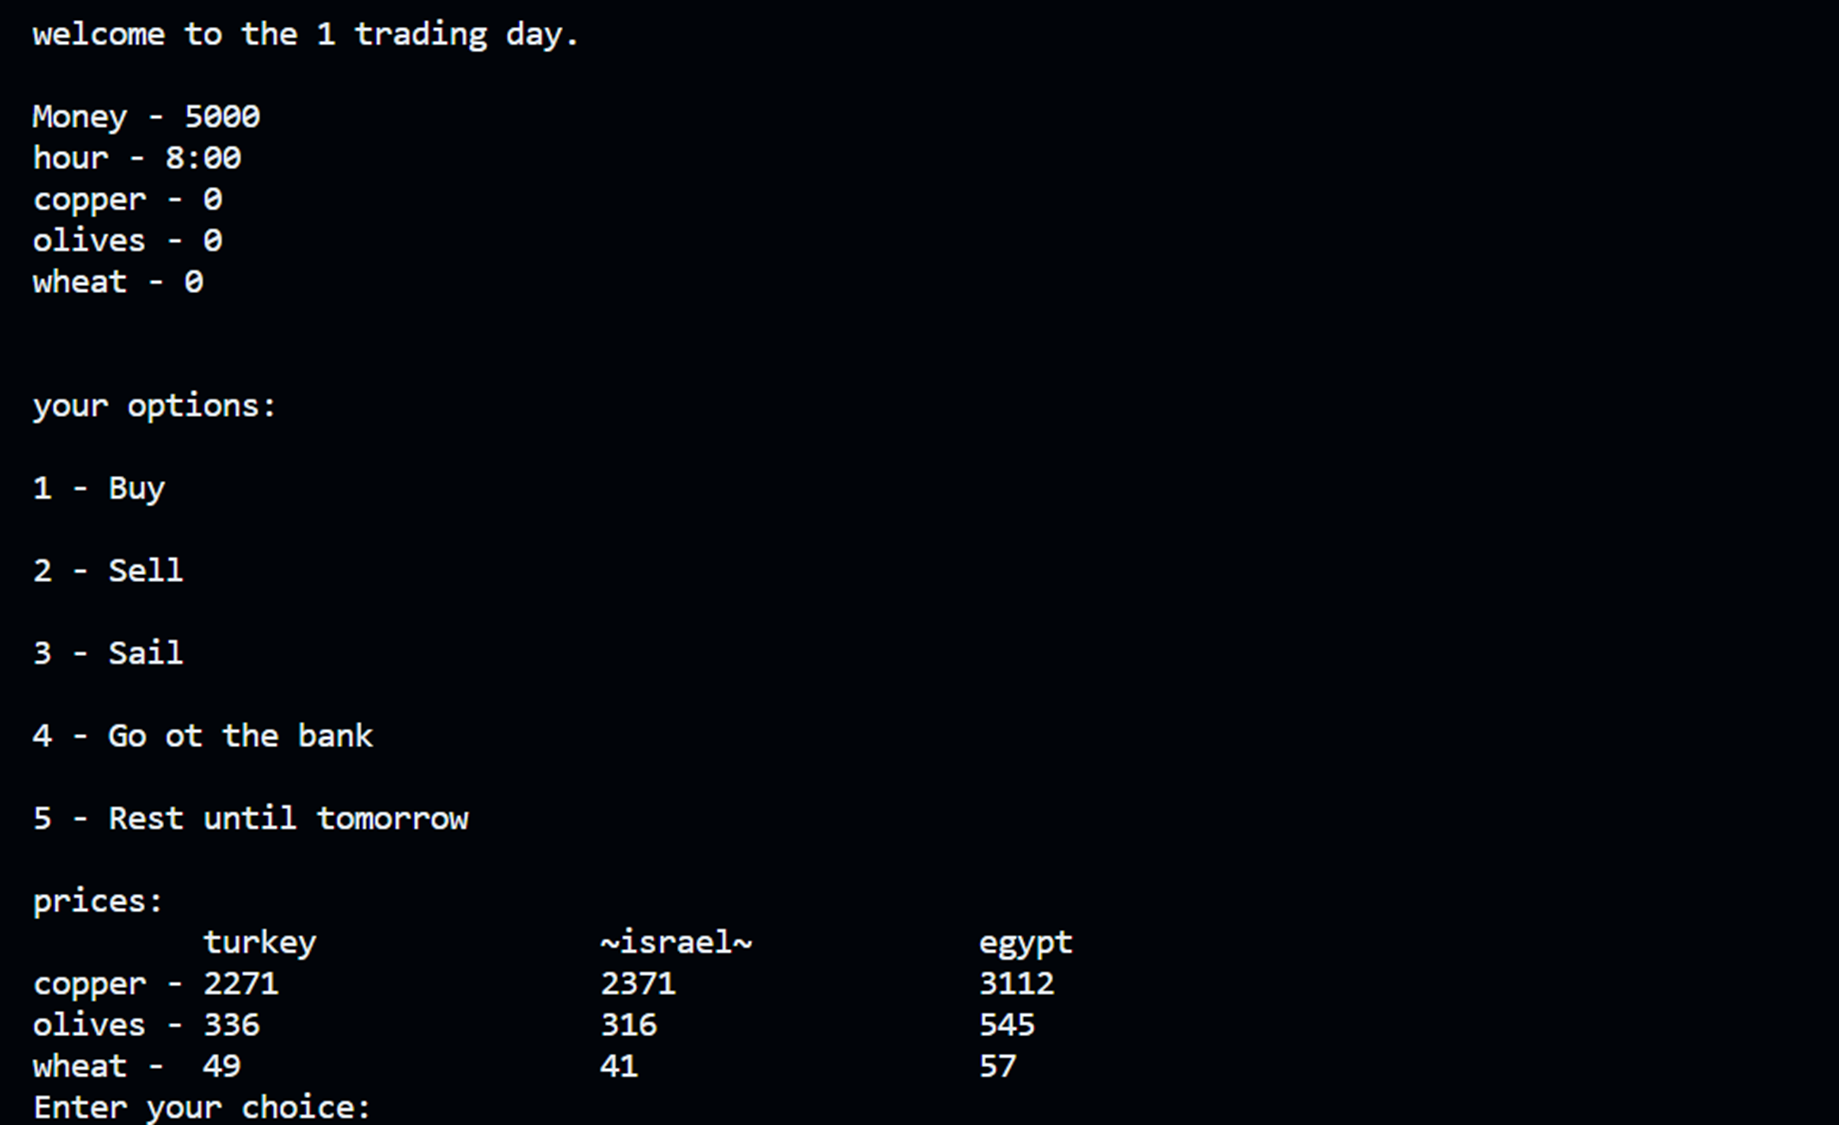 welcome to the 1 trading day.
Money - 5000
hour - 8:00
copper - 0
olives - 0
wheat - 0
your options:
1 - Buy
2 - Sell
3 - Sail
4 - Go ot the bank
5 - Rest until tomorrow
prices:
turkey ~israel~ egypt
copper - 2271 2371 3112
olives - 336 316 545
wheat - 49 41 57
Enter your choice: